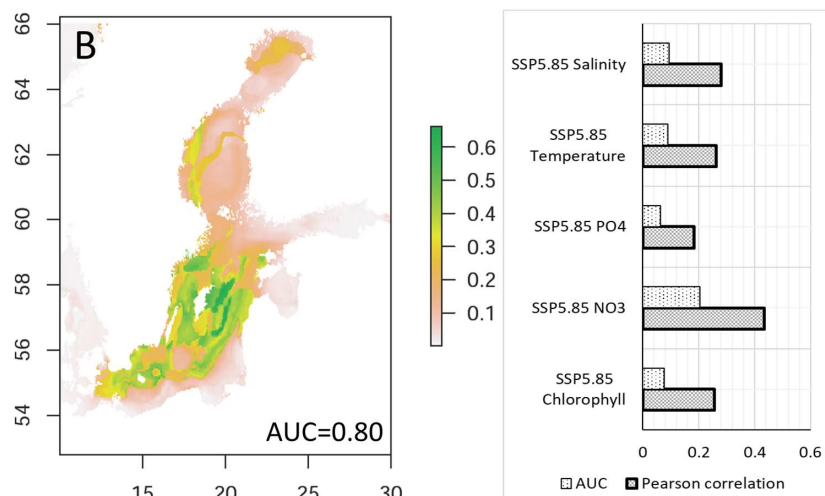 B
66
64
62
60
58
56
54
15
20
25
30
AUC=0.80
0.6
0.5
0.4
0.3
0.2
0.1
SSP5.85 Salinity
SSP5.85
Temperature
SSP5.85 PO4
SSP5.85 NO3
SSP5.85
Chlorophyll
0
0.2
0.4
0.6
AUC
Pearson correlation